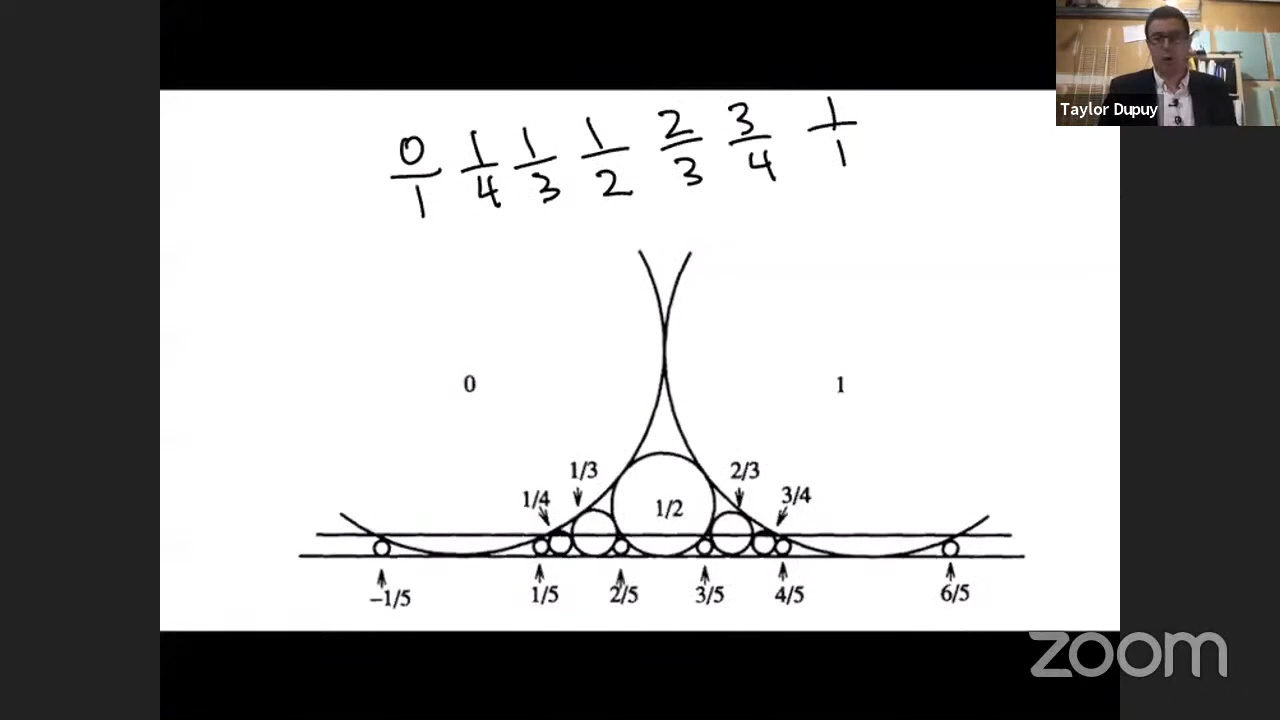 Taylor Dupuy
0/1 1/4 1/3 1/2 2/3 3/4 1/1
0 1
1/3 2/3
1/4 1/2 3/4
–1/5 1/5 2/5 3/5 4/5 6/5
zoom